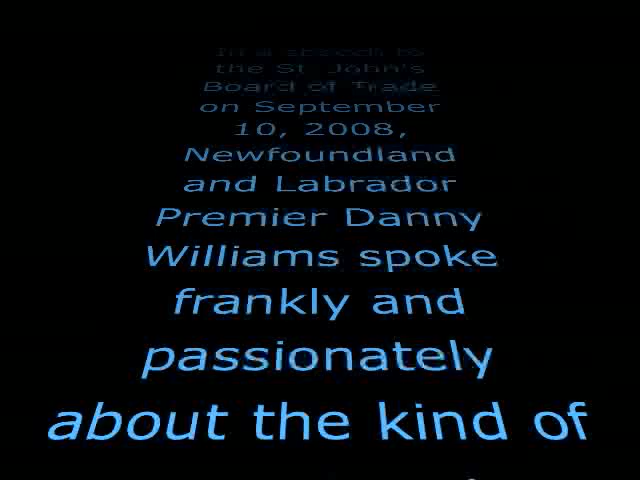 In a speech to
the St. John's
Board of Trade
on September
10, 2008,
Newfoundland
and Labrador
Premier Danny
Williams spoke
frankly and
passionately
about the kind of